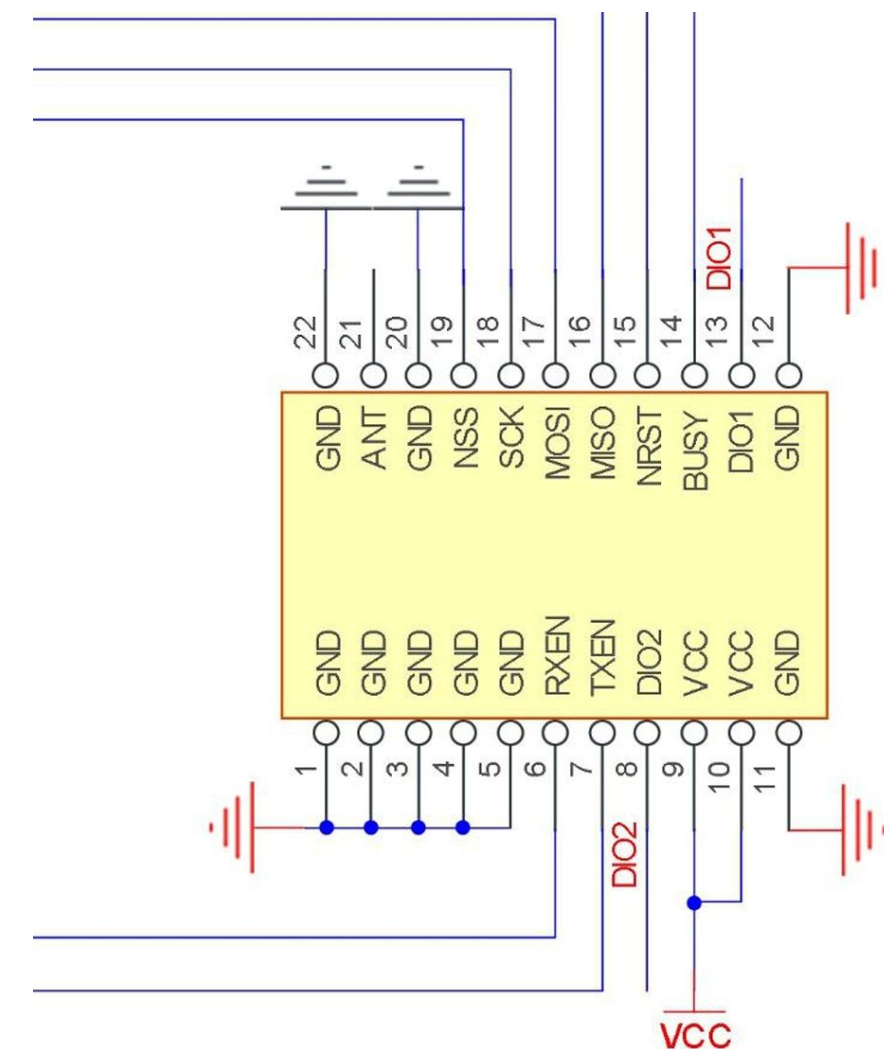 DIO1
22 21 20 19 18 17 16 15 14 13 12
GND ANT GND NSS SCK MOSI MISO NRST BUSY DIO1 GND
GND GND GND GND GND RXEN TXEN DIO2 VCC VCC GND
1 2 3 4 5 6 7 8 9 10 11
DIO2
VCC